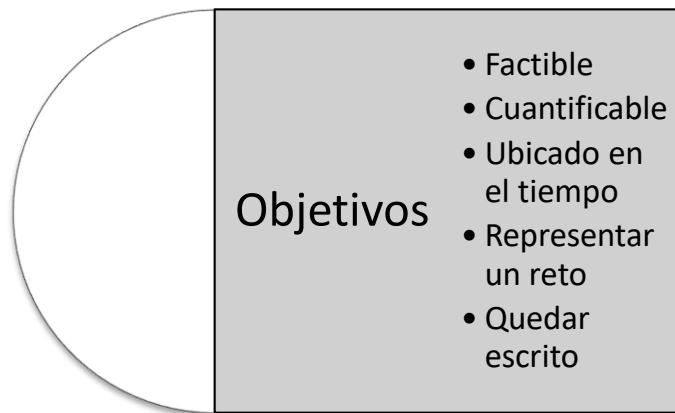 Objetivos
• Factible
• Cuantificable
• Ubicado en
el tiempo
• Representar
un reto
• Quedar
escrito